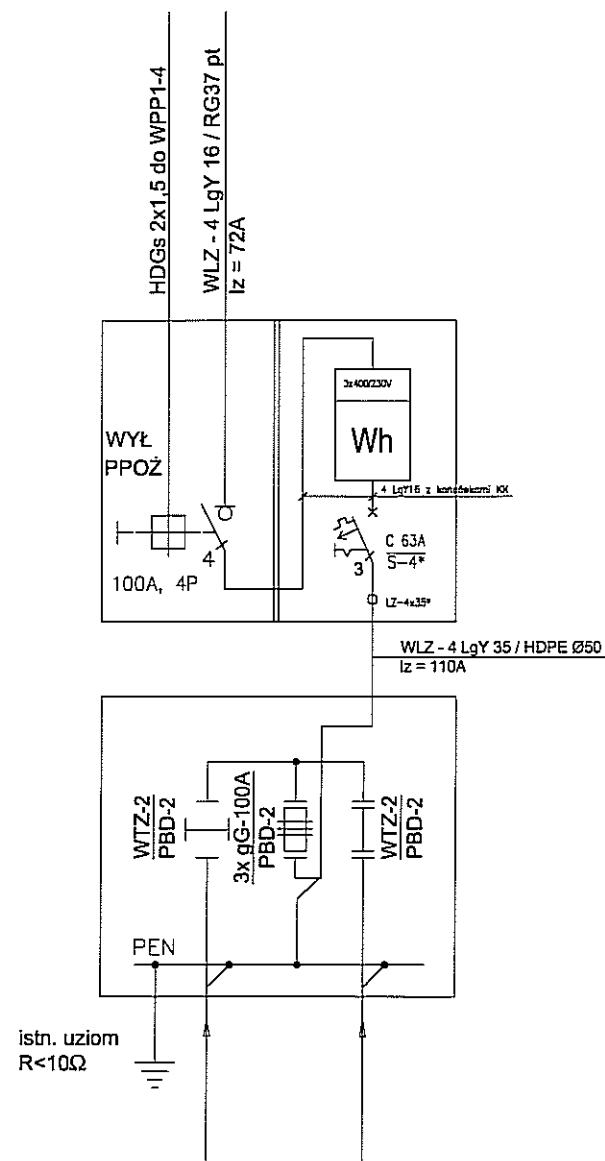 HDGs 2x1,5 do WPP1-4
WLZ - 4 LgY 16 / RG37 pt
Iz = 72A
WYŁ
PPOŻ
4
100A, 4P
3x400/230V
Wh
4 LgY16 z końcówkami KK
C 63A
S-4*
3
LZ-4x35*
WLZ - 4 LgY 35 / HDPE Ø50
Iz = 110A
WTZ-2
PBD-2
3x gG-100A
PBD-2
WTZ-2
PBD-2
PEN
istn. uziom
R<10Ω